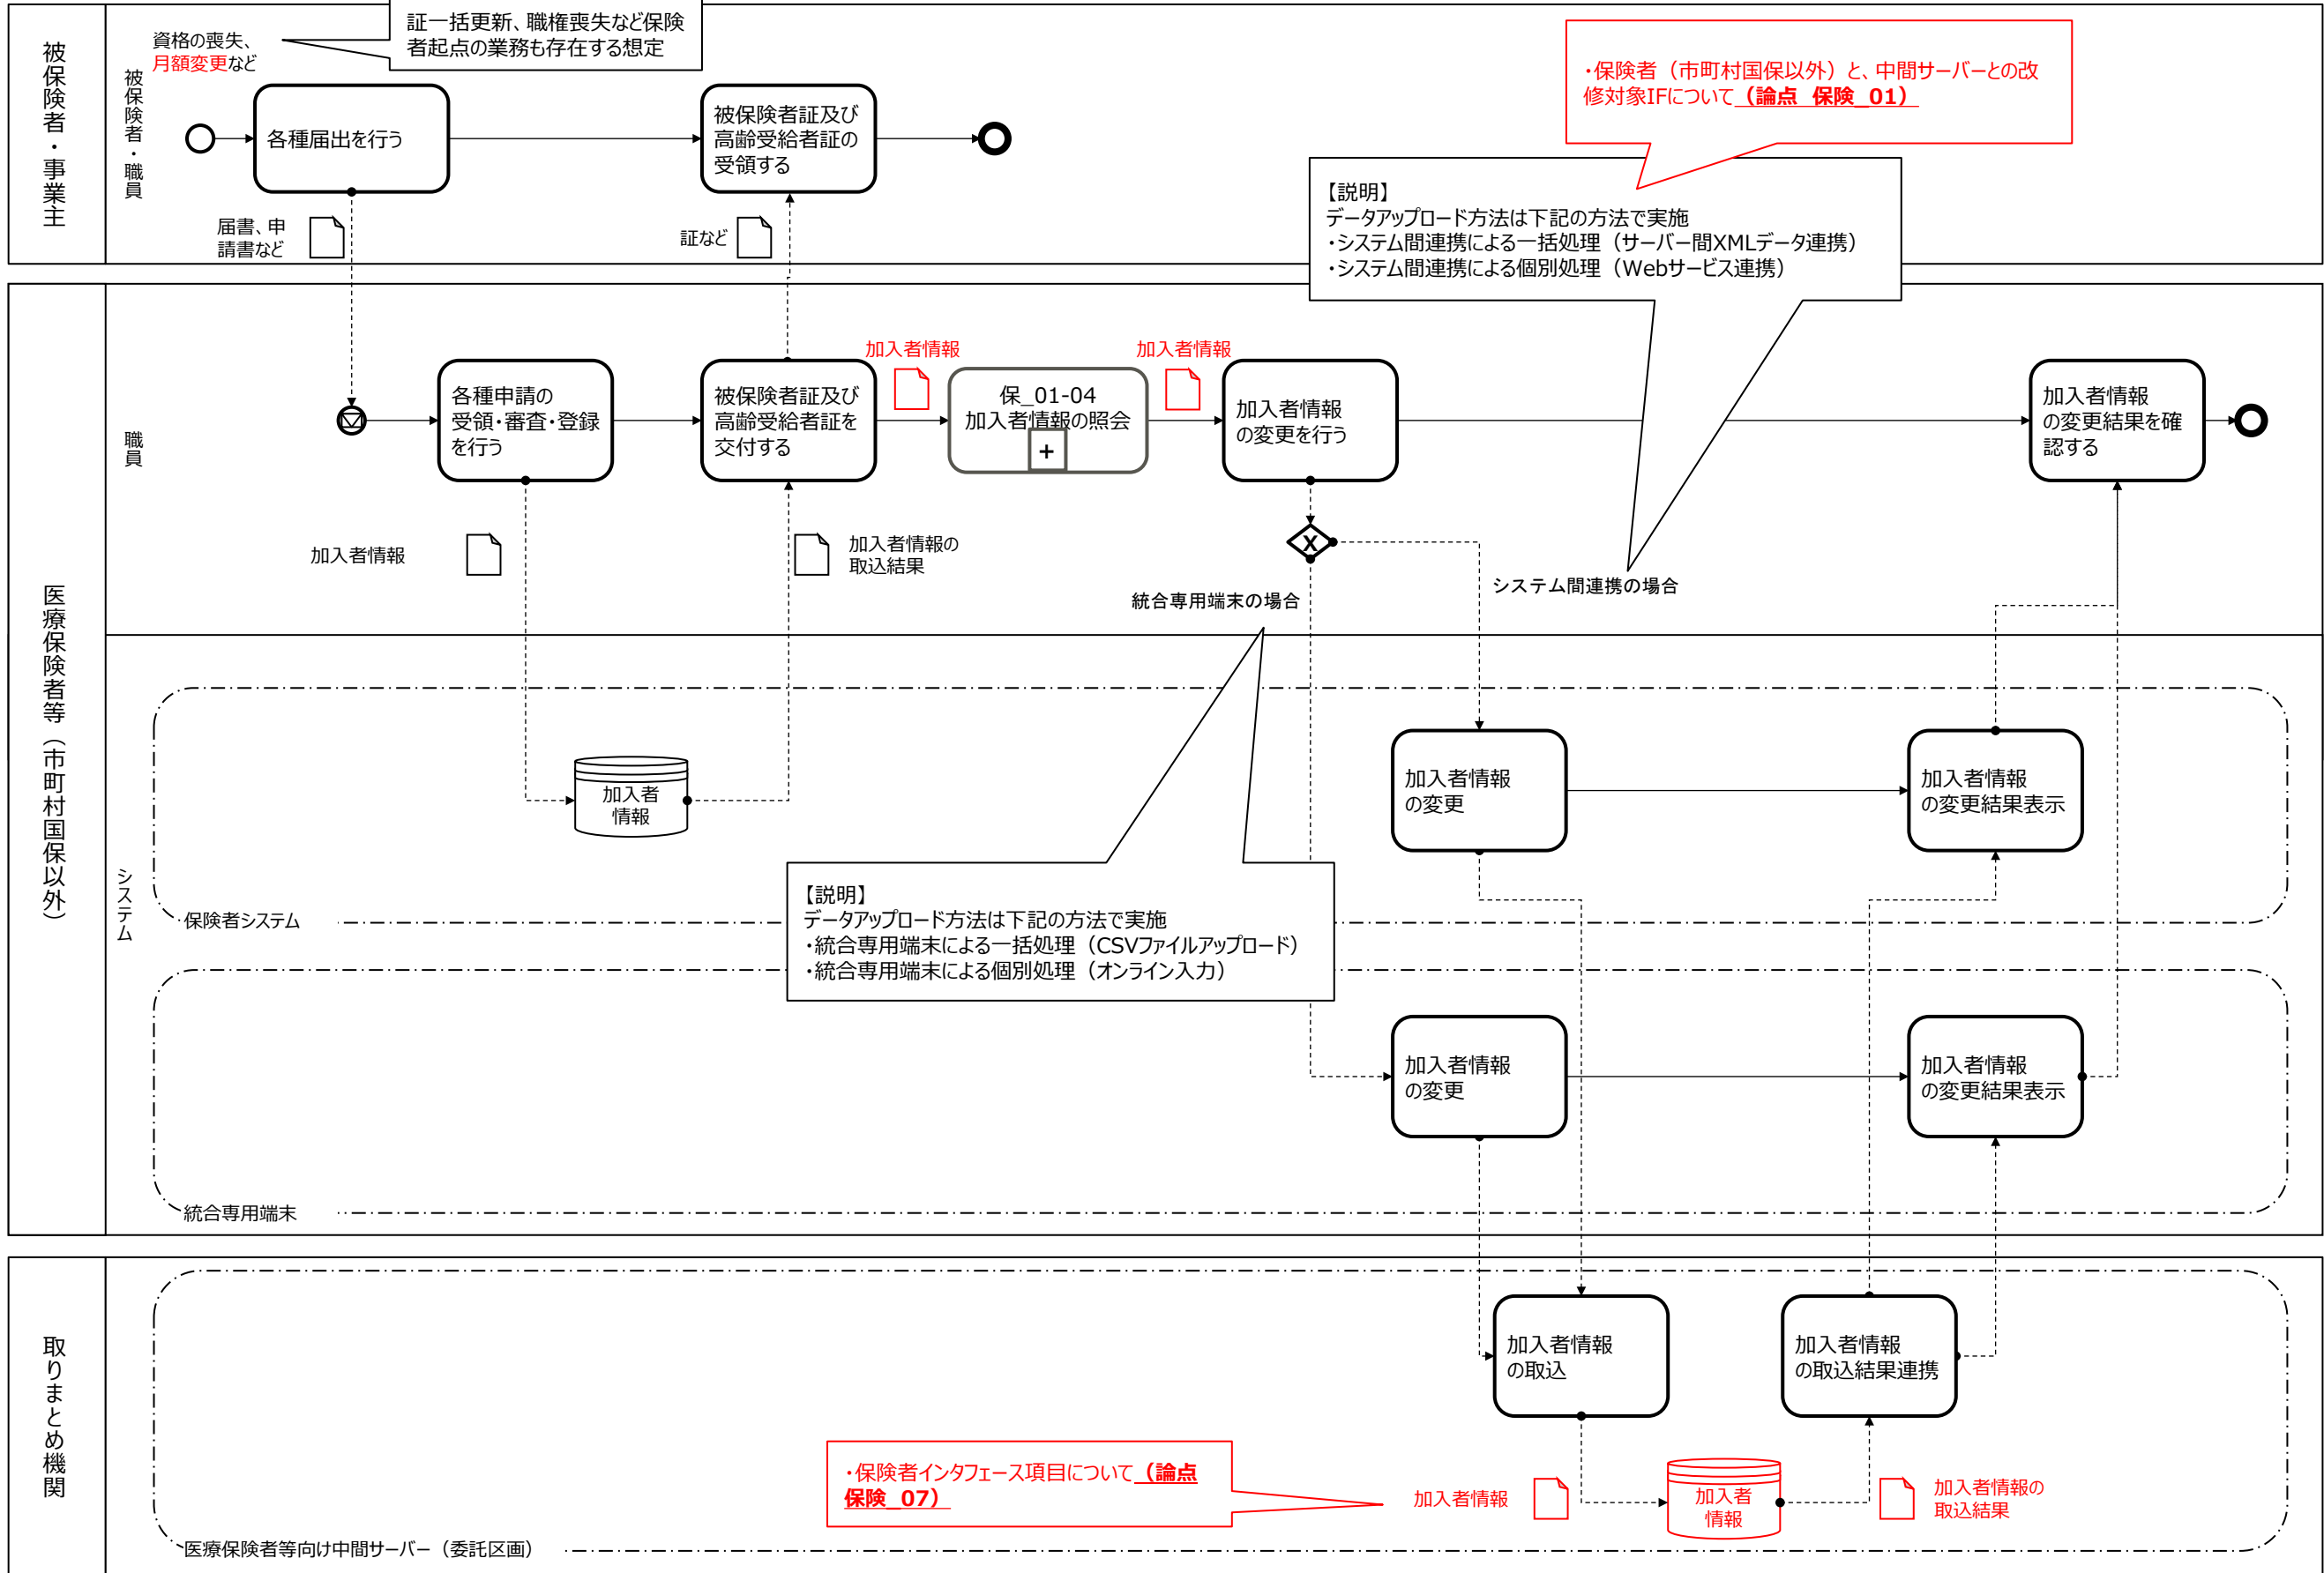 被保険者・事業主
被保険者・職員
資格の喪失、
月額変更など
証一括更新、職権喪失など保険
者起点の業務も存在する想定
各種届出を行う
被保険者証及び
高齢受給者証の
受領する
届書、申
請書など
証など
・保険者（市町村国保以外）と、中間サーバーとの改
修対象IFについて（論点　保険_01）
【説明】
データアップロード方法は下記の方法で実施
・システム間連携による一括処理（サーバー間XMLデータ連携）
・システム間連携による個別処理（Webサービス連携）
医療保険者等（市町村国保以外）
職員
各種申請の
受領・審査・登録
を行う
被保険者証及び
高齢受給者証を
交付する
加入者情報
保_01-04
加入者情報の照会
+
加入者情報
加入者情報
の変更を行う
加入者情報
の変更結果を確
認する
加入者情報
加入者情報の
取込結果
X
統合専用端末の場合
システム間連携の場合
システム
加入者
情報
加入者情報
の変更
加入者情報
の変更結果表示
保険者システム
【説明】
データアップロード方法は下記の方法で実施
・統合専用端末による一括処理（CSVファイルアップロード）
・統合専用端末による個別処理（オンライン入力）
加入者情報
の変更
加入者情報
の変更結果表示
統合専用端末
取りまとめ機関
加入者情報
の取込
加入者情報
の取込結果連携
・保険者インタフェース項目について（論点
保険_07）
加入者情報
加入者
情報
加入者情報の
取込結果
医療保険者等向け中間サーバー（委託区画）